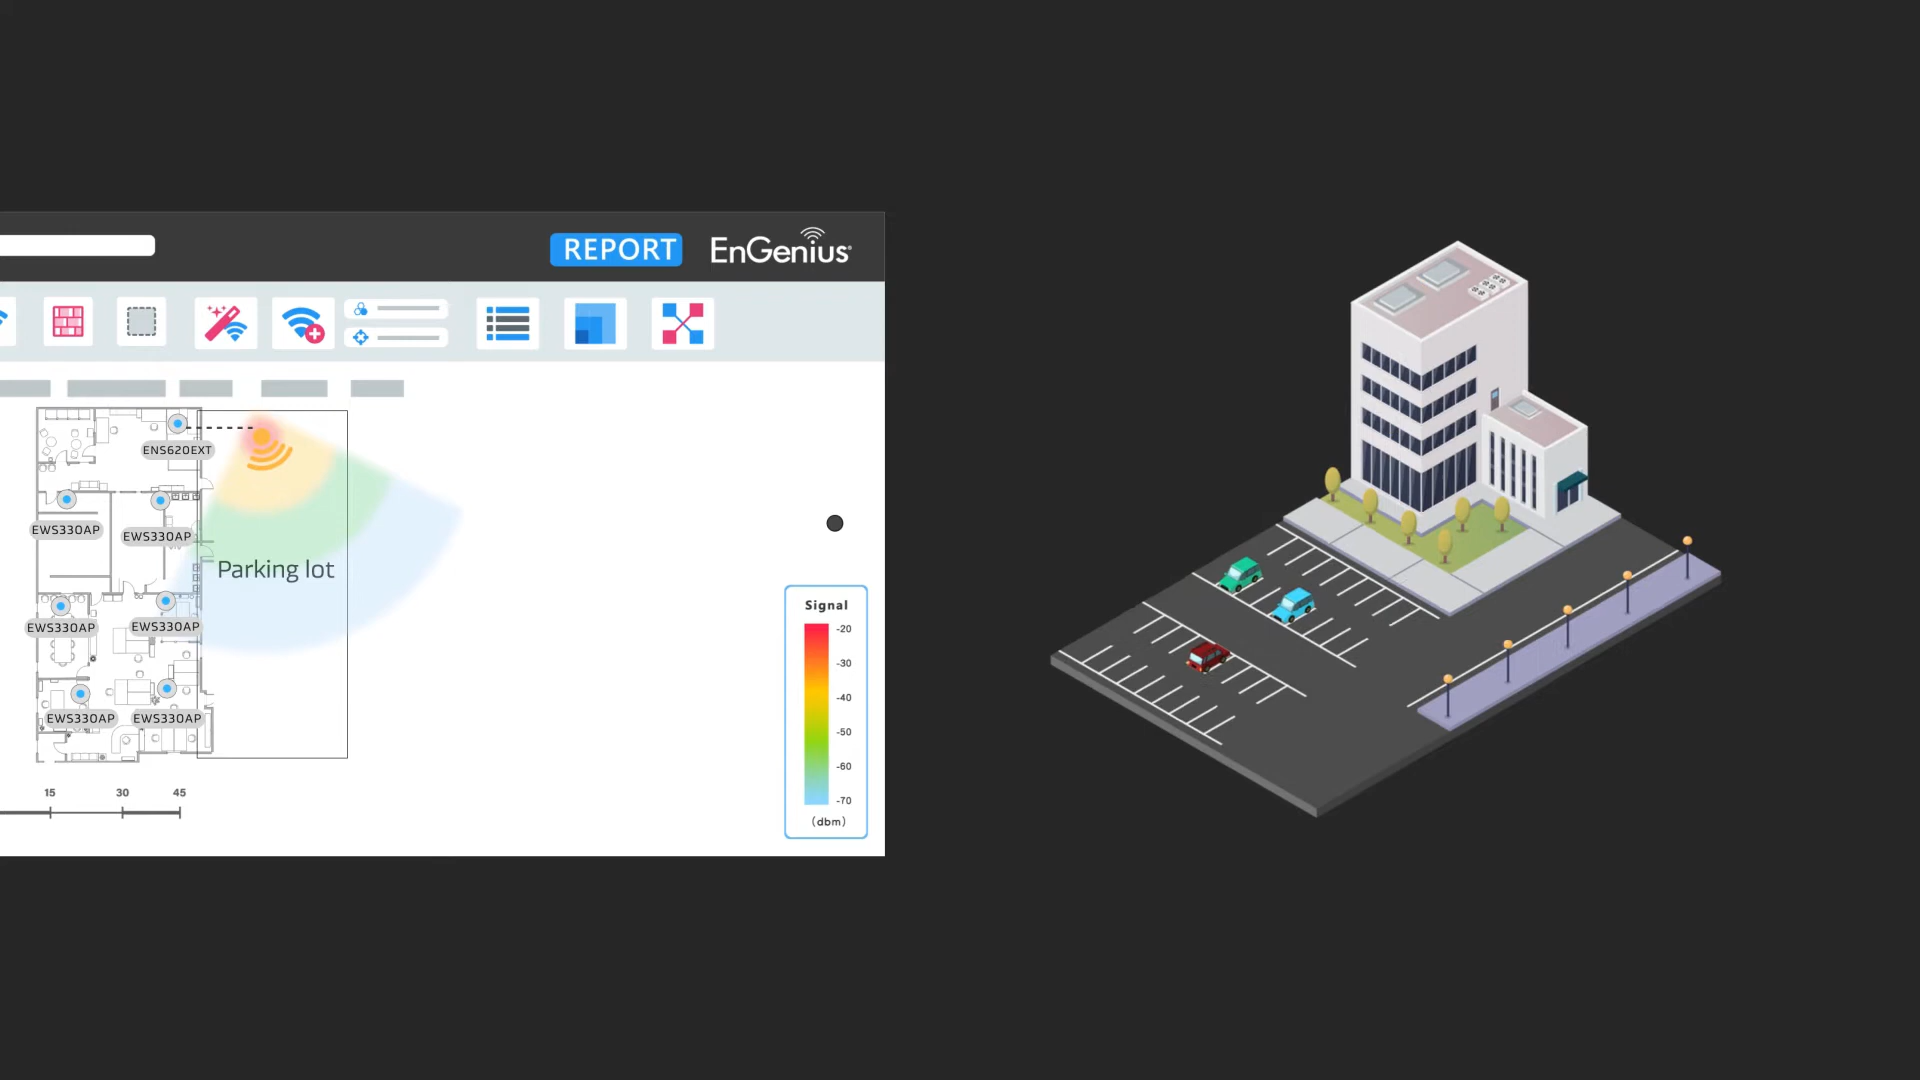 REPORT
EnGenius
ENS620EXT
EWS330AP
EWS330AP
Parking lot
EWS330AP
EWS330AP
EWS330AP
EWS330AP
15 30 45
Signal
-20
-30
-40
-50
-60
-70
(dbm)